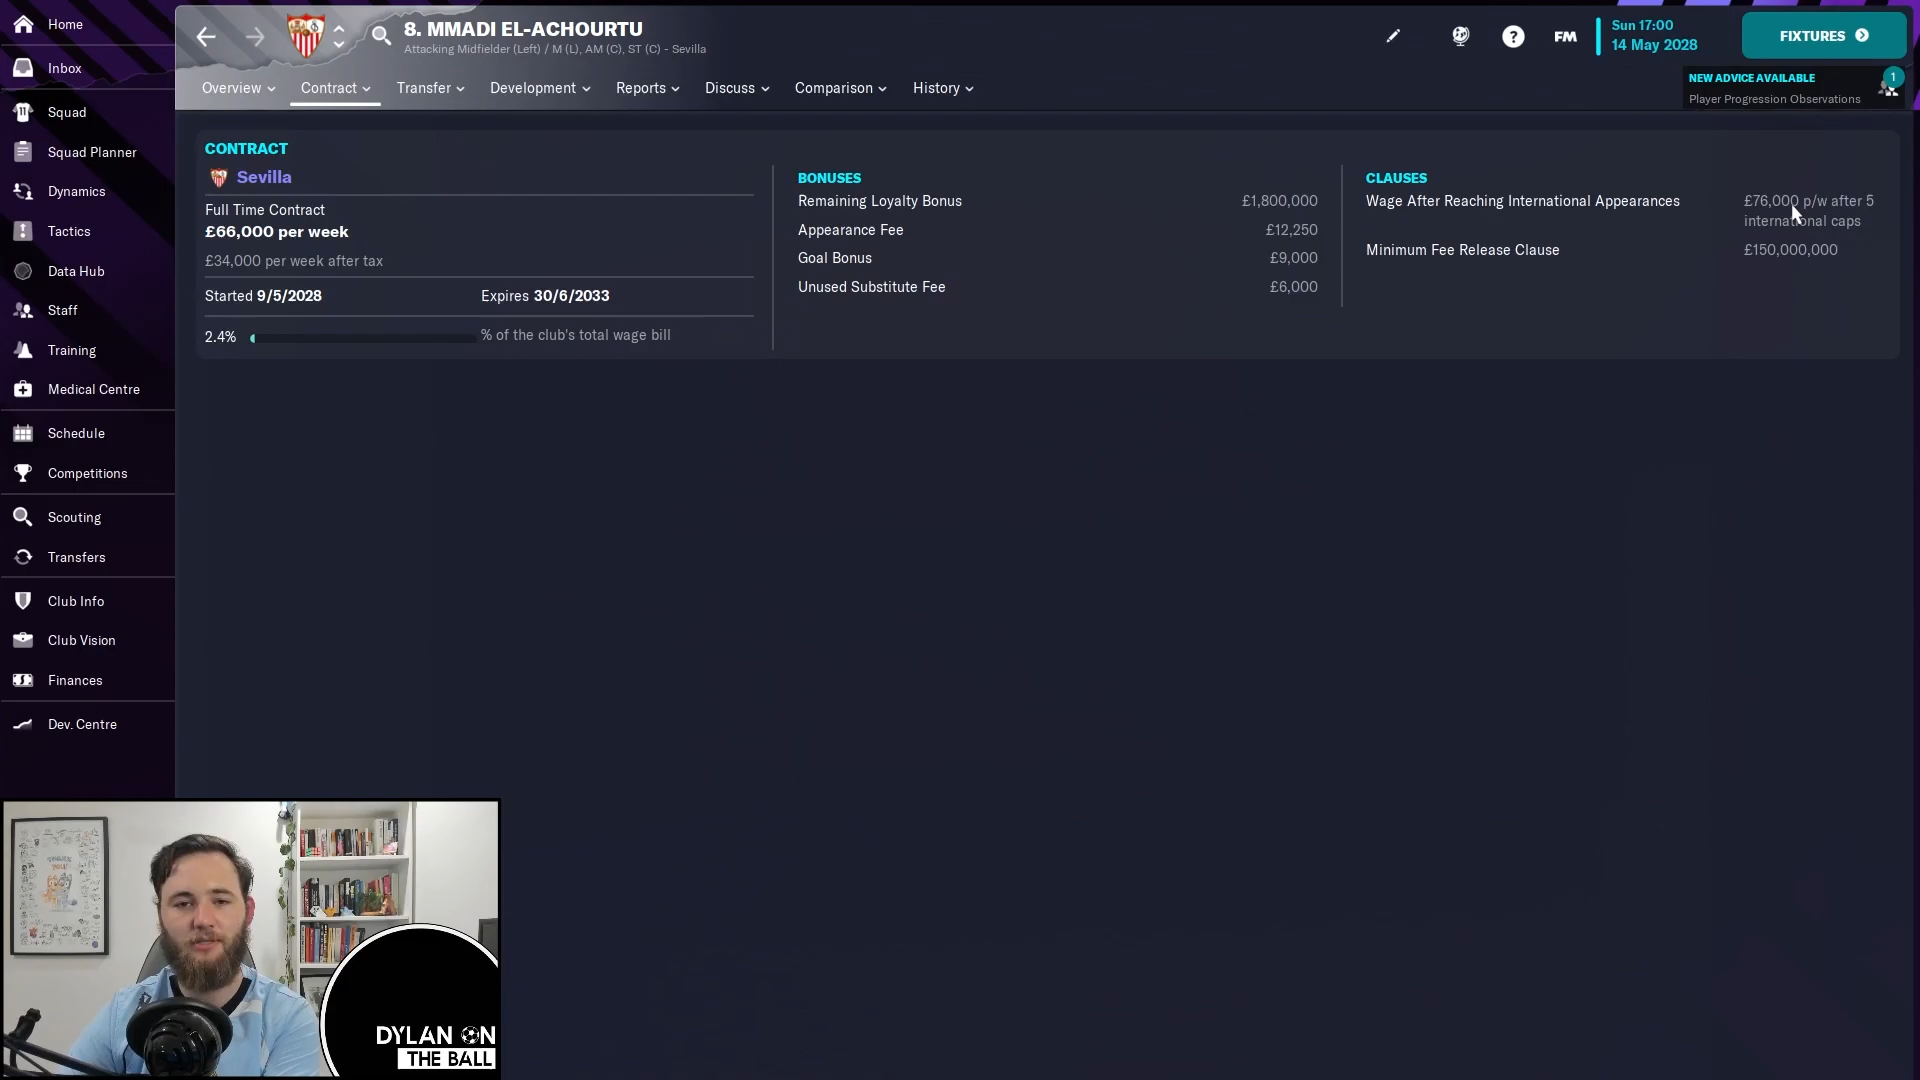 Home
Inbox
Squad
Squad Planner
Dynamics
Tactics
Data Hub
Staff
Training
Medical Centre
Schedule
Competitions
Scouting
Transfers
Club Info
Club Vision
Finances
Dev. Centre
8. MMADI EL-ACHOURTU
Attacking Midfielder (Left) / M (L), AM (C), ST (C) - Sevilla
FM
Sun 17:00
14 May 2028
FIXTURES
Overview
Contract
Transfer
Development
Reports
Discuss
Comparison
History
NEW ADVICE AVAILABLE
Player Progression Observations
1
CONTRACT
Sevilla
Full Time Contract
£66,000 per week
£34,000 per week after tax
Started 9/5/2028 Expires 30/6/2033
2.4% % of the club's total wage bill
BONUSES
Remaining Loyalty Bonus £1,800,000
Appearance Fee £12,250
Goal Bonus £9,000
Unused Substitute Fee £6,000
CLAUSES
Wage After Reaching International Appearances £76,000 p/w after 5
international caps
Minimum Fee Release Clause £150,000,000
DYLAN ON
THE BALL